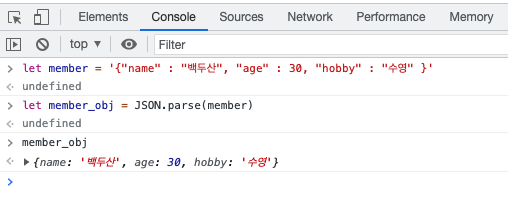 Elements Console Sources Network Performance Memory
top Filter
> let member = '{"name" : "백두산", "age" : 30, "hobby" : "수영" }'
undefined
> let member_obj = JSON.parse(member)
undefined
member_obj
{name: '백두산', age: 30, hobby: '수영'}
>